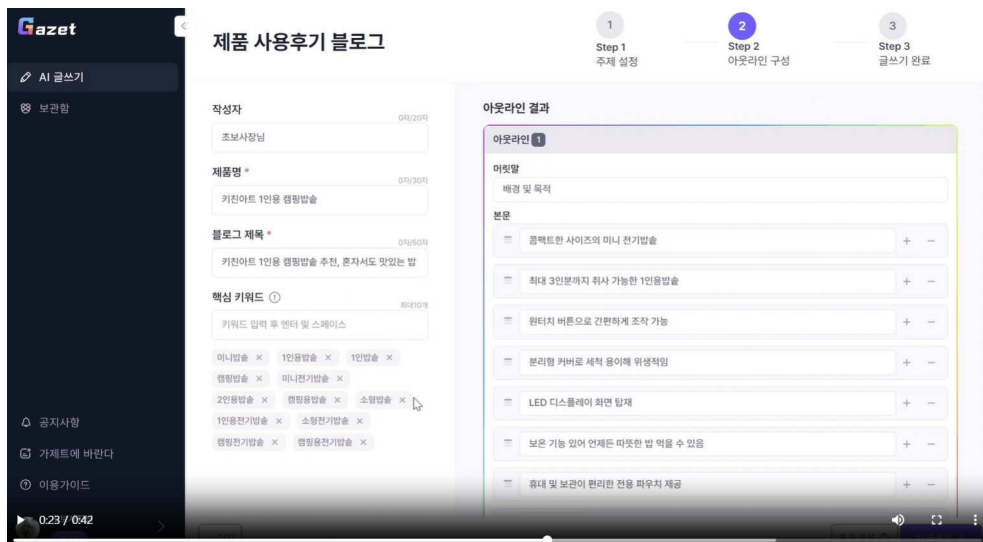 Gazet
AI 글쓰기
보관함
공지사항
가제트에 바란다
이용가이드
제품 사용후기 블로그
1
Step 1
주제 설정
2
Step 2
아웃라인 구성
3
Step 3
글쓰기 완료
작성자
0자/20자
초보사장님
제품명 *
0자/30자
키친아트 1인용 캠핑밥솥
블로그 제목 *
0자/50자
키친아트 1인용 캠핑밥솥 추천, 혼자서도 맛있는 밥
핵심 키워드
최대10개
키워드 입력 후 엔터 및 스페이스
미니밥솥 × 1인용밥솥 × 1인밥솥 ×
캠핑밥솥 × 미니전기밥솥 ×
2인용밥솥 × 캠핑용밥솥 × 소형밥솥 ×
1인용전기밥솥 × 소형전기밥솥 ×
캠핑전기밥솥 × 캠핑용전기밥솥 ×
아웃라인 결과
아웃라인 1
머릿말
배경 및 목적
본문
콤팩트한 사이즈의 미니 전기밥솥
최대 3인분까지 취사 가능한 1인용밥솥
원터치 버튼으로 간편하게 조작 가능
분리형 커버로 세척 용이해 위생적임
LED 디스플레이 화면 탑재
보온 기능 있어 언제든 따뜻한 밥 먹을 수 있음
휴대 및 보관이 편리한 전용 파우치 제공
0:23 / 0:42